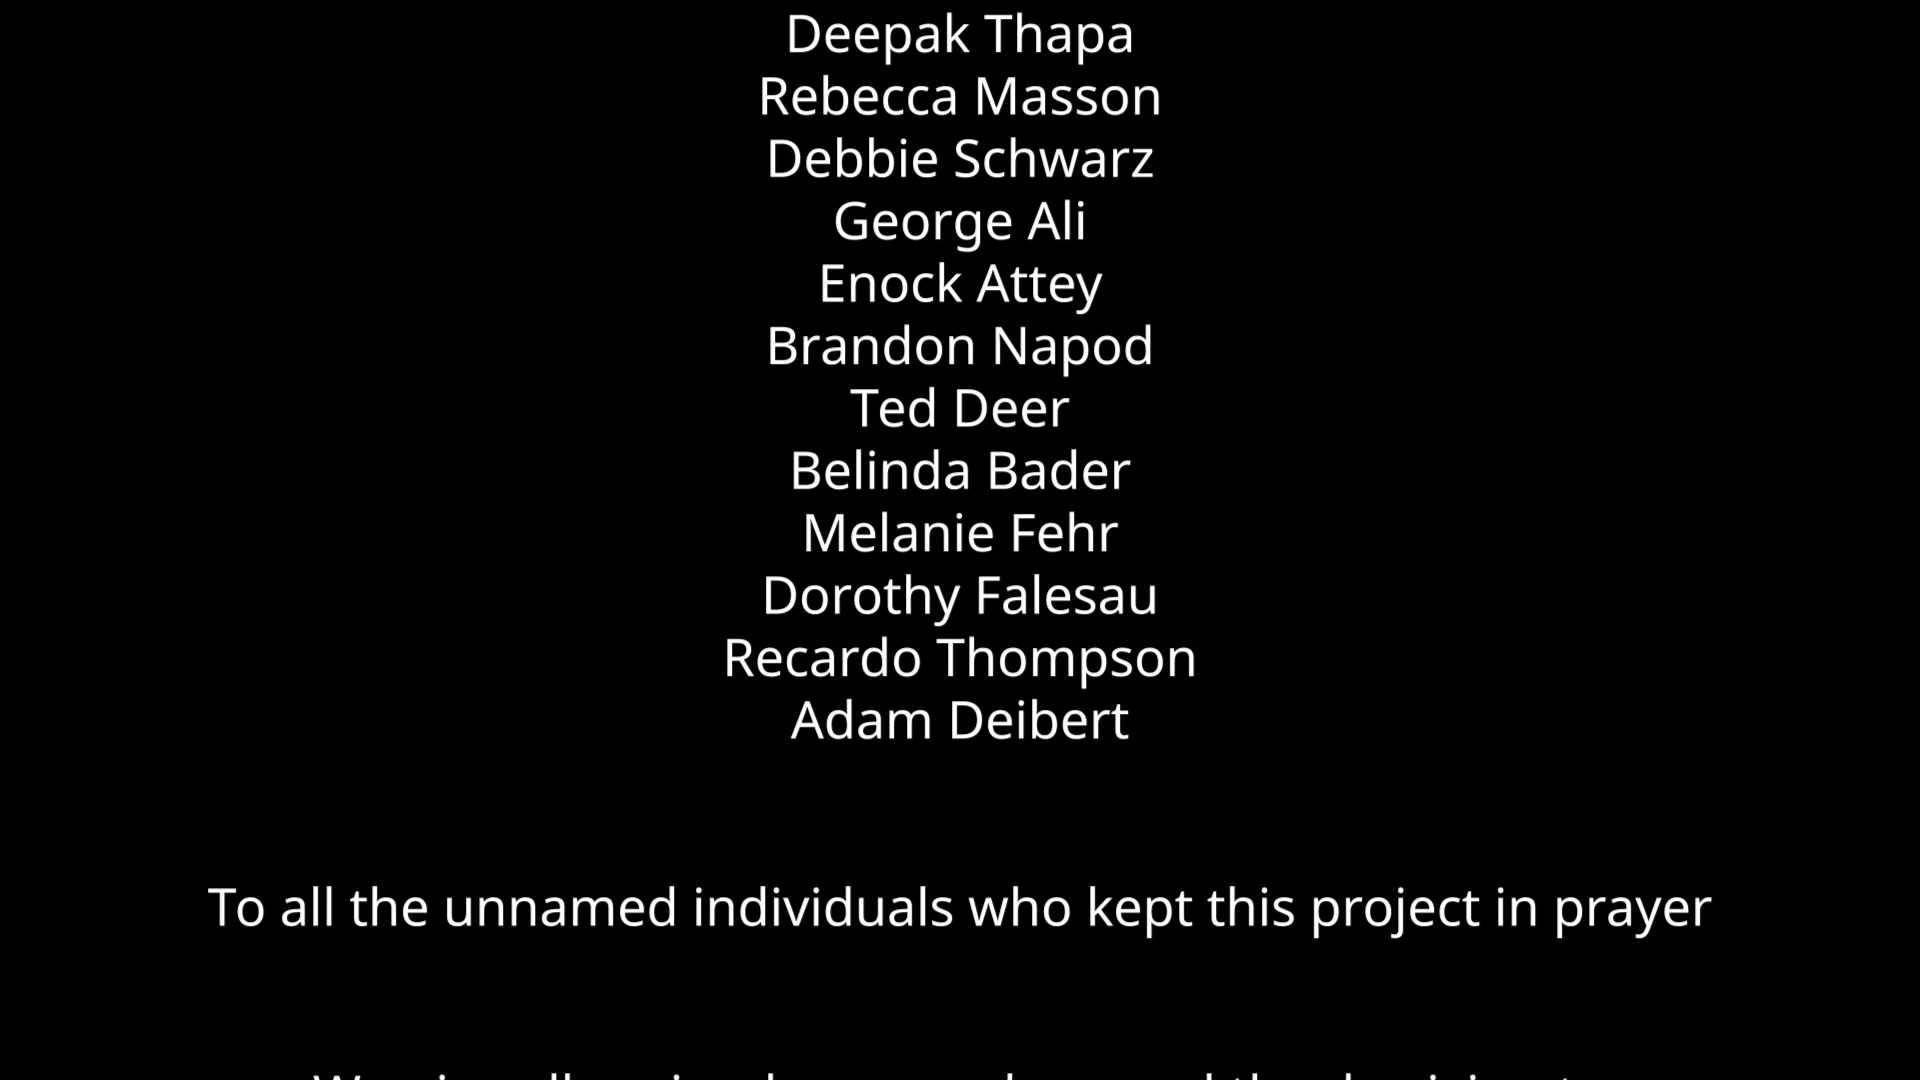 Deepak Thapa
Rebecca Masson
Debbie Schwarz
George Ali
Enock Attey
Brandon Napod
Ted Deer
Belinda Bader
Melanie Fehr
Dorothy Falesau
Recardo Thompson
Adam Deibert
To all the unnamed individuals who kept this project in prayer